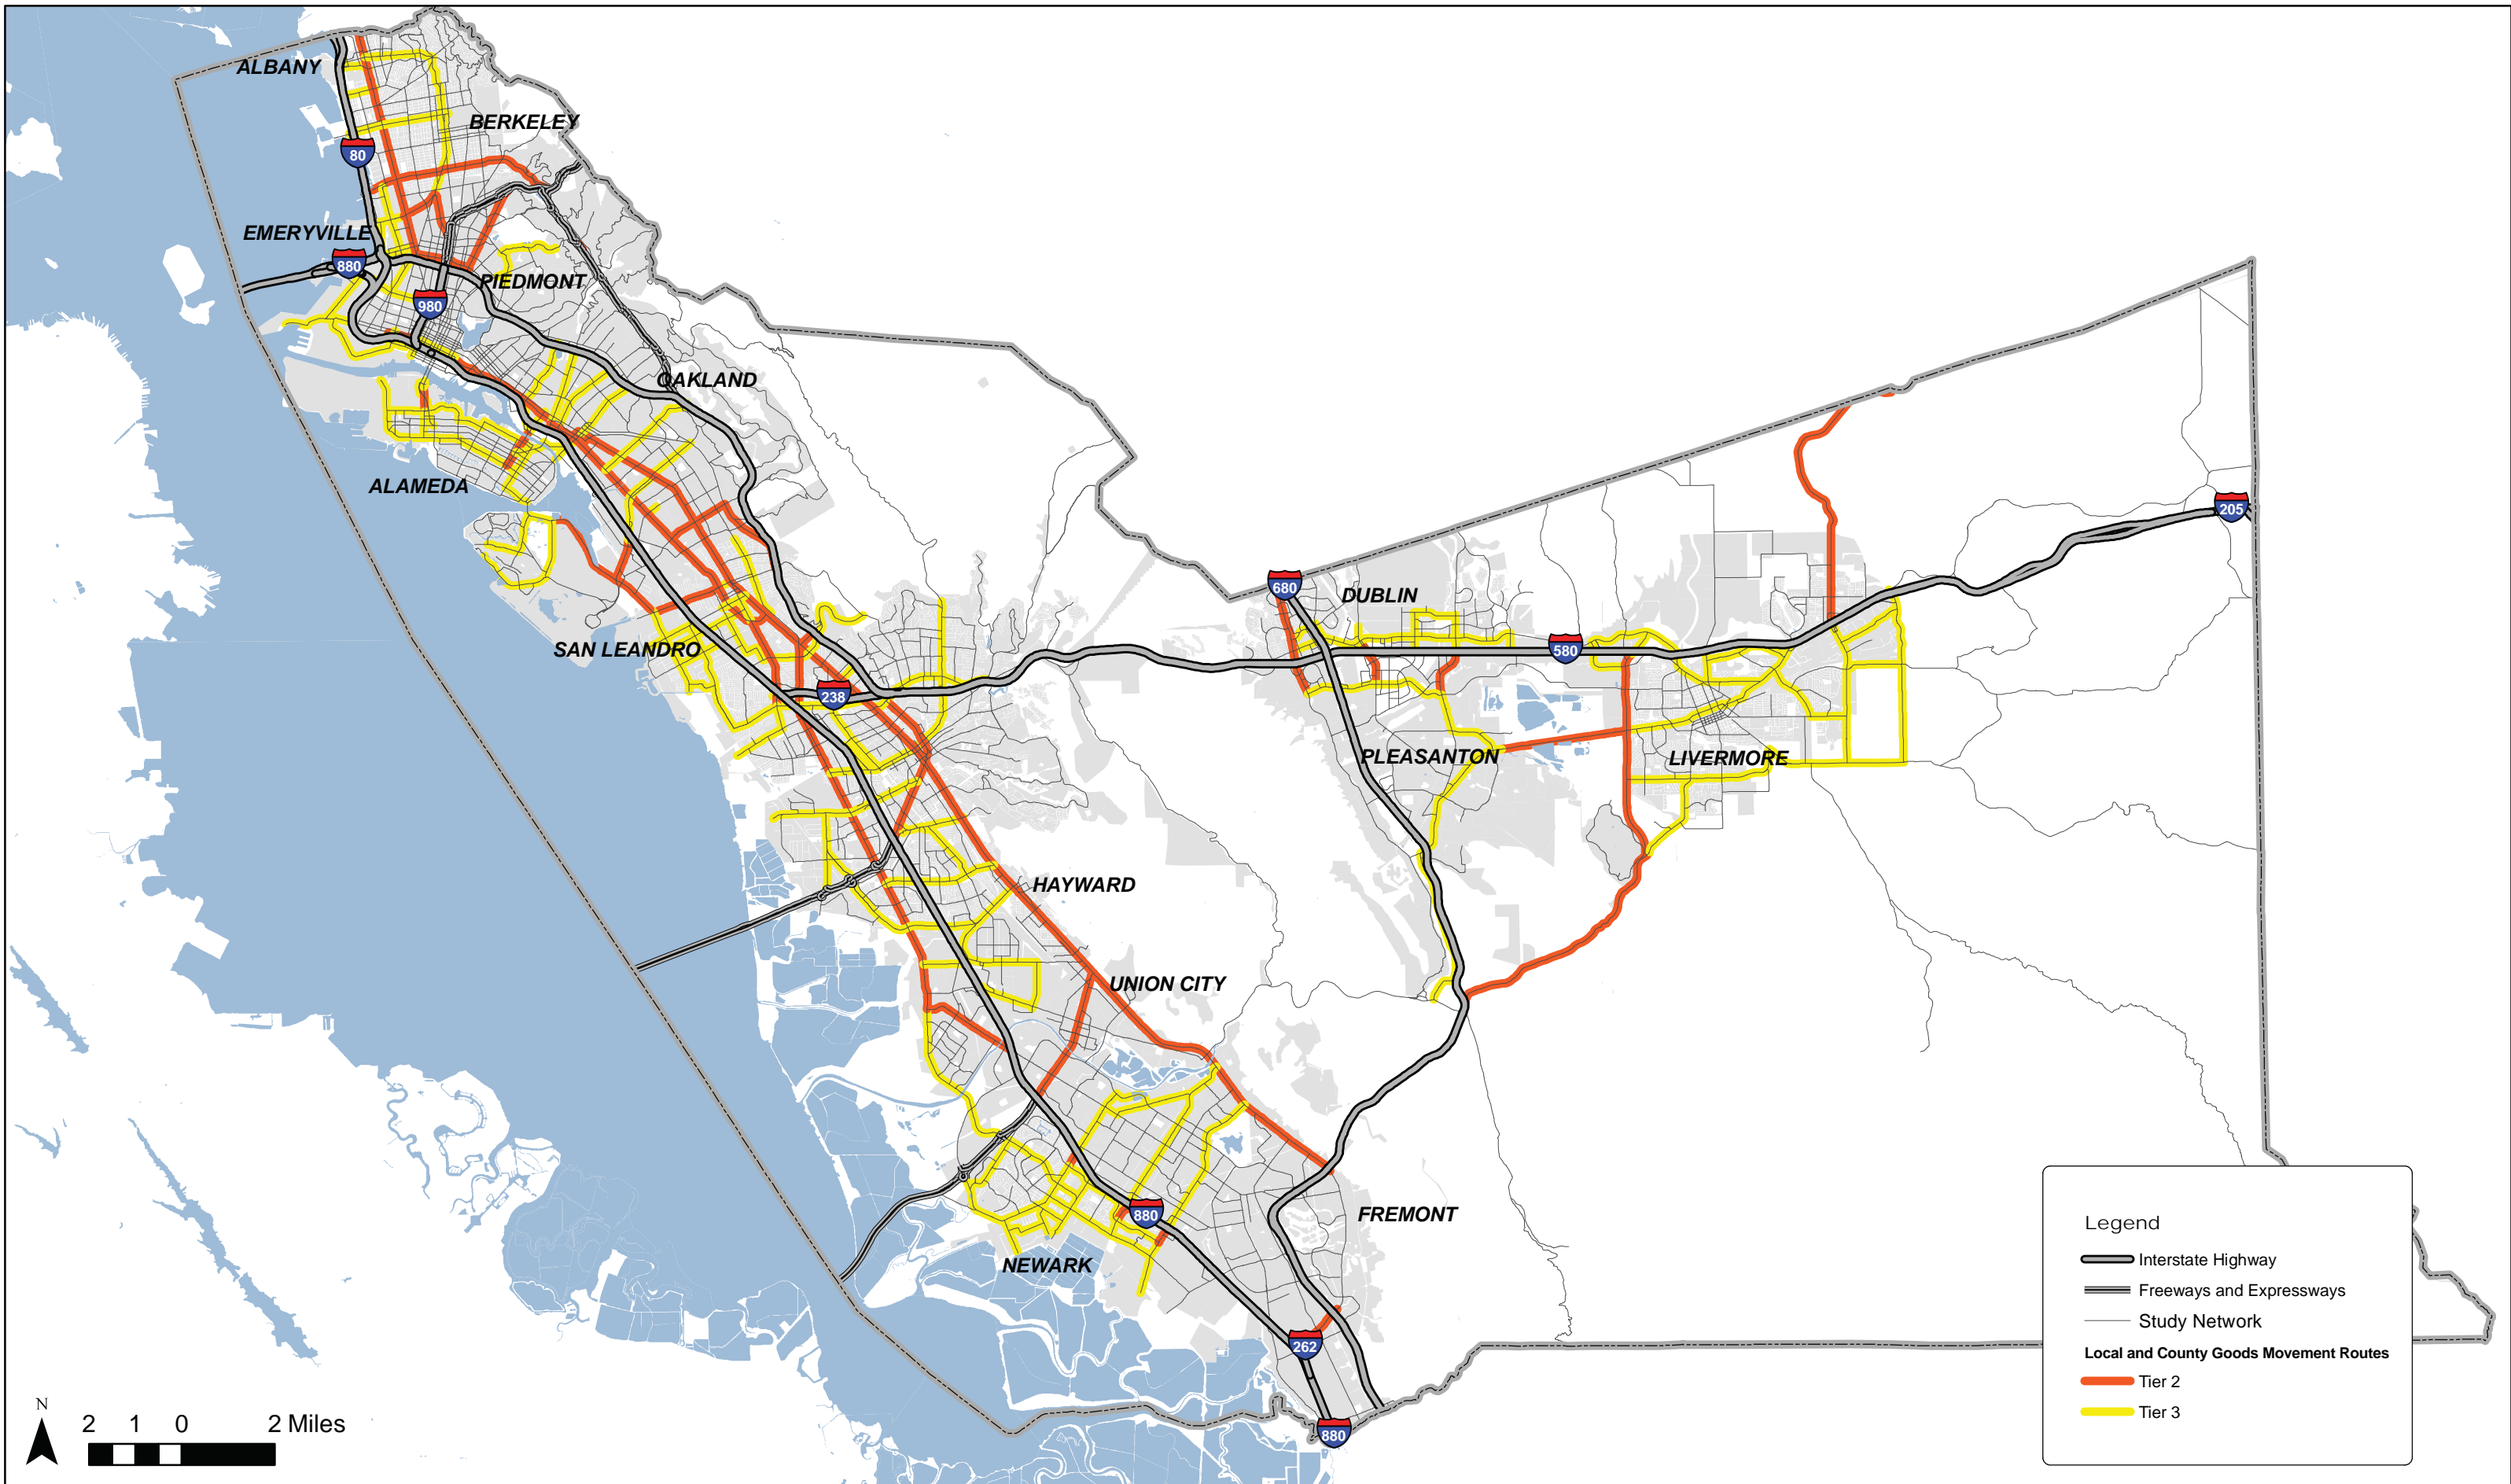 ALBANY
BERKELEY
80
EMERYVILLE
880
PIEDMONT
980
OAKLAND
ALAMEDA
205
680
DUBLIN
SAN LEANDRO
580
238
PLEASANTON
LIVERMORE
HAYWARD
UNION CITY
880
FREMONT
NEWARK
262
880
N
2 1 0 2 Miles
Legend
Interstate Highway
Freeways and Expressways
Study Network
Local and County Goods Movement Routes
Tier 2
Tier 3